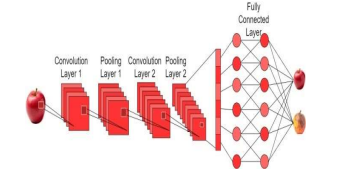 Fully
Connected
Layer
Convolution
Layer 1
Pooling
Layer 1
Convolution
Layer 2
Pooling
Layer 2